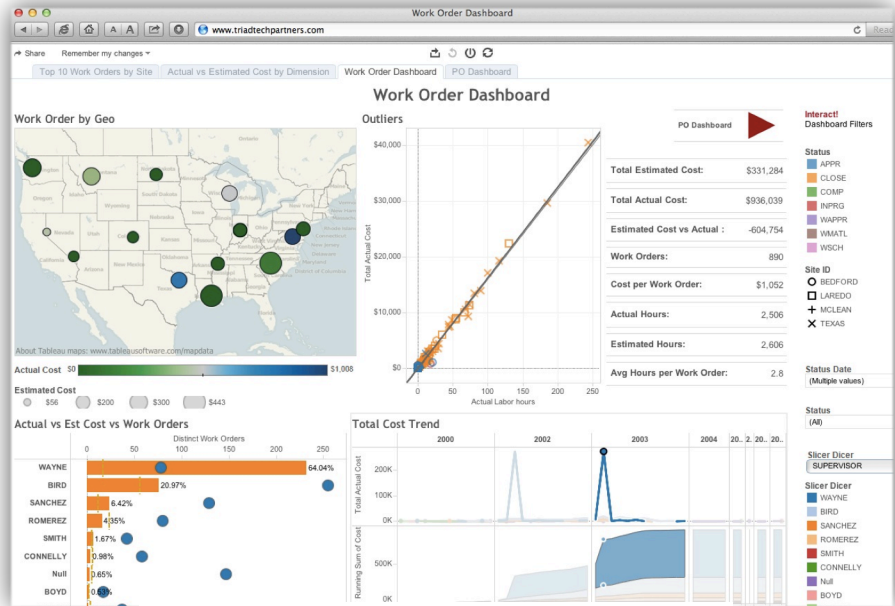 Work Order Dashboard
www.triadtechpartners.com
Share
Remember my changes
Top 10 Work Orders by Site
Actual vs Estimated Cost by Dimension
Work Order Dashboard
PO Dashboard
Work Order Dashboard
Work Order by Geo
About Tableau maps: www.tableausoftware.com/mapdata
Actual Cost $0 $1,008
Estimated Cost
$56 $200 $300 $443
Outliers
Total Actual Cost
$40,000
$30,000
$20,000
$10,000
$0
0 50 100 150 200 250
Actual Labor hours
PO Dashboard
Total Estimated Cost: $331,284
Total Actual Cost: $936,039
Estimated Cost vs Actual : -604,754
Work Orders: 890
Cost per Work Order: $1,052
Actual Hours: 2,506
Estimated Hours: 2,606
Avg Hours per Work Order: 2.8
Interact!
Dashboard Filters
Status
APPR
CLOSE
COMP
INPRG
WAPPR
WMATL
WSCH
Site ID
BEDFORD
LAREDO
MCLEAN
TEXAS
Status Date
(Multiple values)
Status
(All)
Slicer Dicer
SUPERVISOR
Slicer Dicer
WAYNE
BIRD
SANCHEZ
ROMEREZ
SMITH
CONNELLY
Null
BOYD
Actual vs Est Cost vs Work Orders
Distinct Work Orders
0 50 100 150 200 250
WAYNE 64.04%
BIRD 20.97%
SANCHEZ 6.42%
ROMEREZ 4.35%
SMITH 1.67%
CONNELLY 0.98%
Null 0.65%
BOYD 0.53%
Total Cost Trend
2000 2002 2003 2004 20.. 2. 20.. 20..
Total Actual Cost
200K
100K
0K
Running Sum of Cost
500K
0K